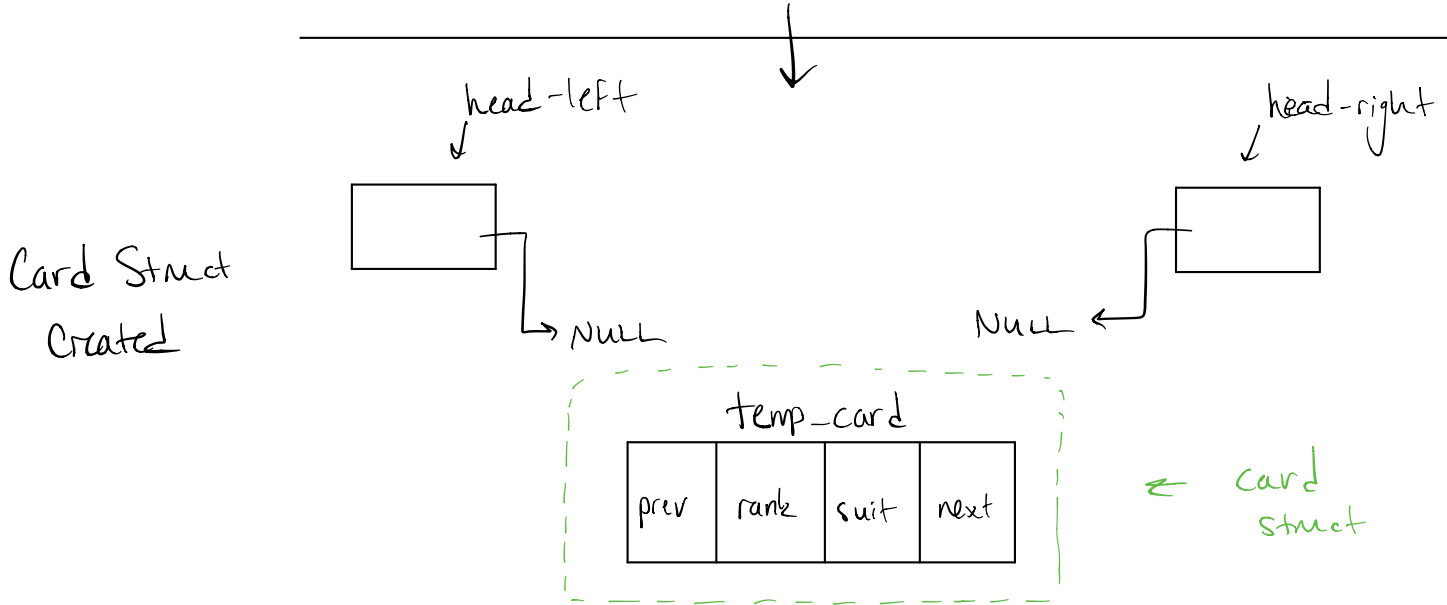 head-left
head-right
Card Struct
Created
NULL
NULL
temp_card
prev rank suit next
card
struct